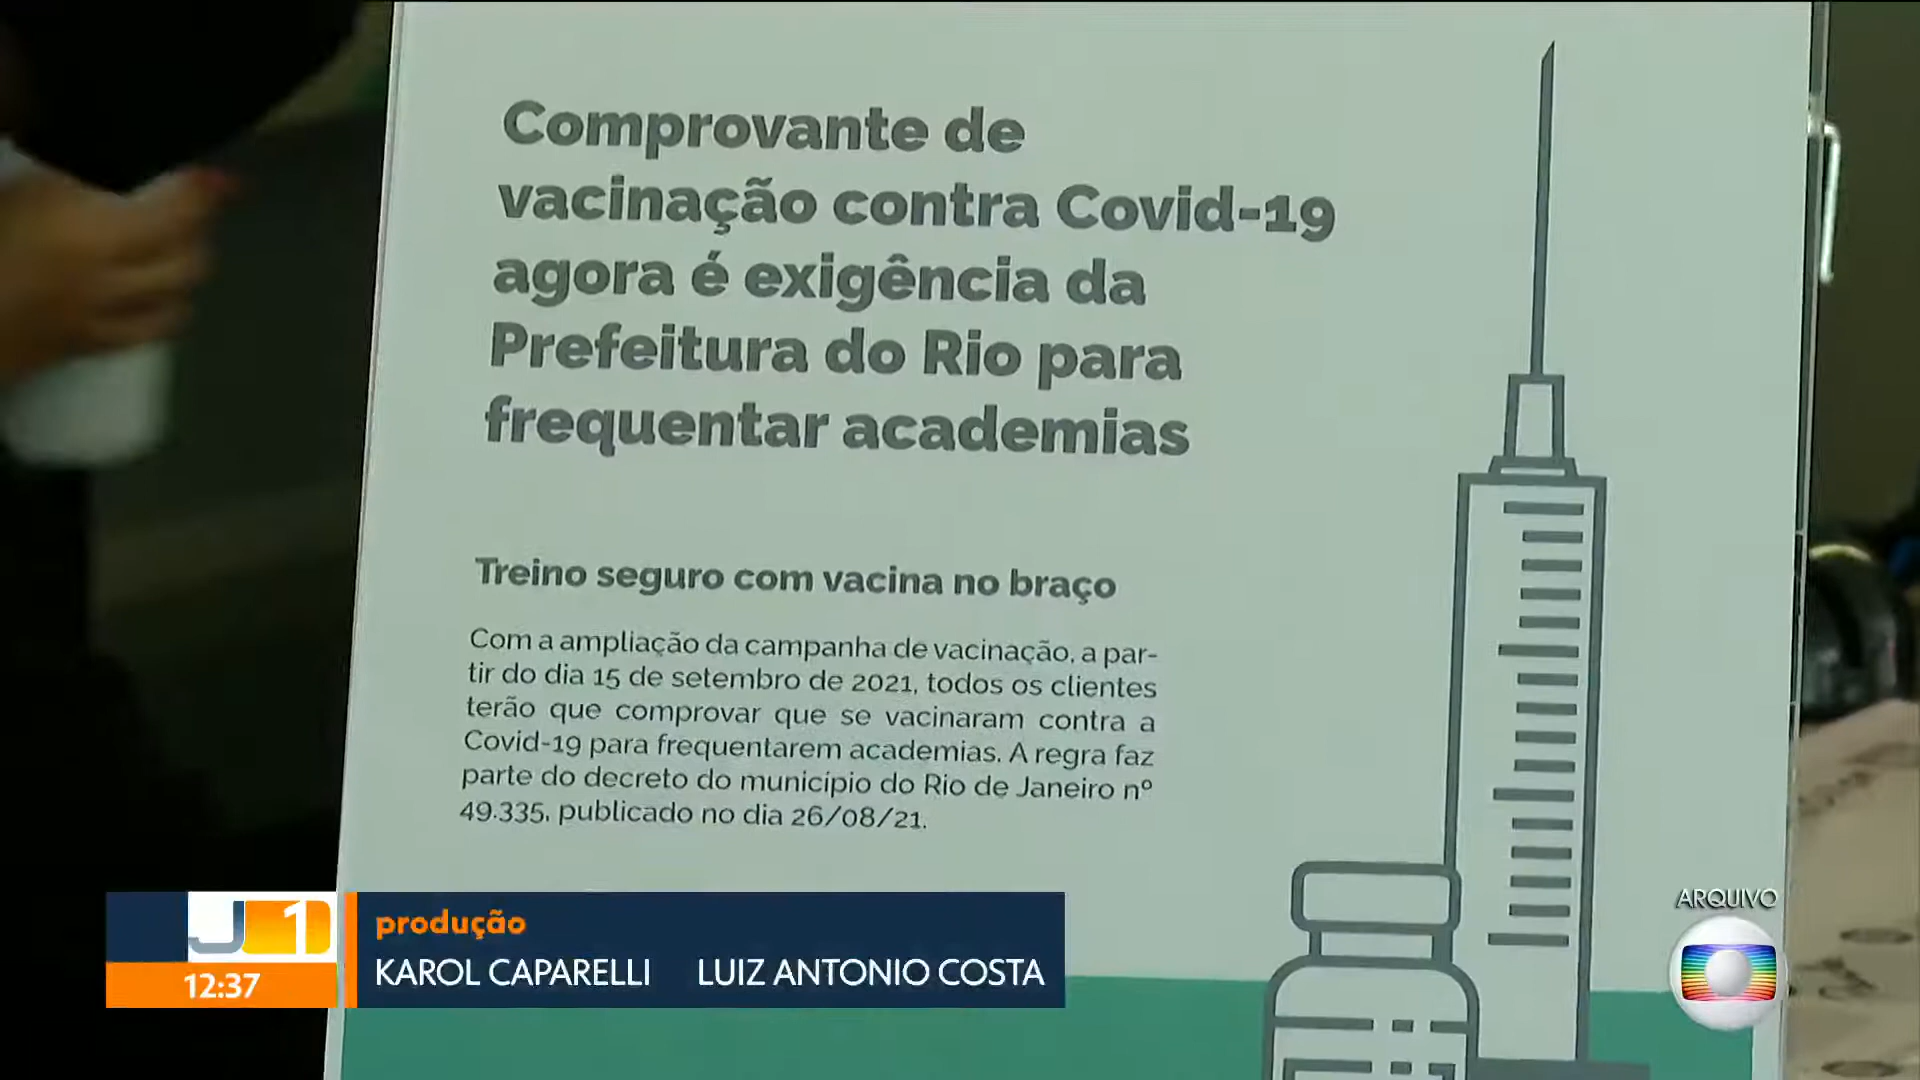 Comprovante de
vacinação contra Covid-19
agora é exigência da
Prefeitura do Rio para
frequentar academias
Treino seguro com vacina no braço
Com a ampliação da campanha de vacinação, a par-
tir do dia 15 de setembro de 2021, todos os clientes
terão que comprovar que se vacinaram contra a
Covid-19 para frequentarem academias. A regra faz
parte do decreto do município do Rio de Janeiro nº
49.335, publicado no dia 26/08/21.
J1
12:37
produção
KAROL CAPARELLI LUIZ ANTONIO COSTA
ARQUIVO